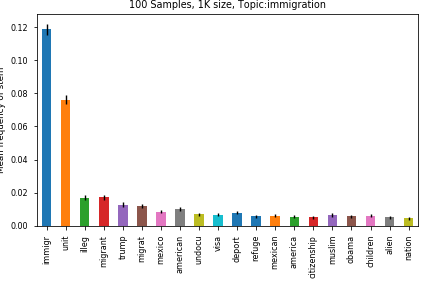 100 Samples, 1K size, Topic:immigration
Mean frequency of stem
0.12
0.10
0.08
0.06
0.04
0.02
0.00
immigr
unit
illeg
migrant
trump
migrat
mexico
american
undocu
visa
deport
refuge
mexican
america
citizenship
muslim
obama
children
alien
nation